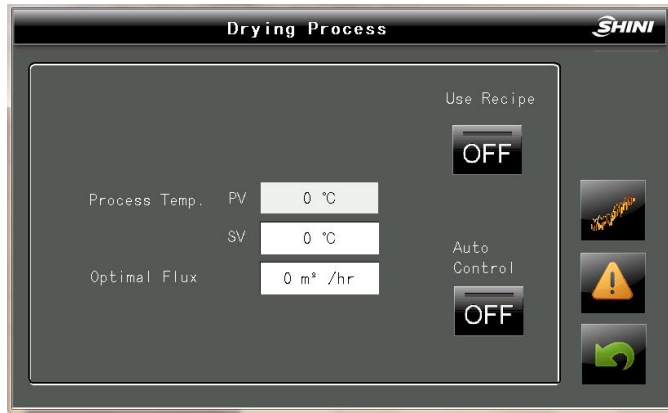 Drying Process
SHINI
Use Recipe
OFF
Process Temp. PV 0 ℃
SV 0 ℃
Auto Control
Optimal Flux 0 m³ /hr
OFF